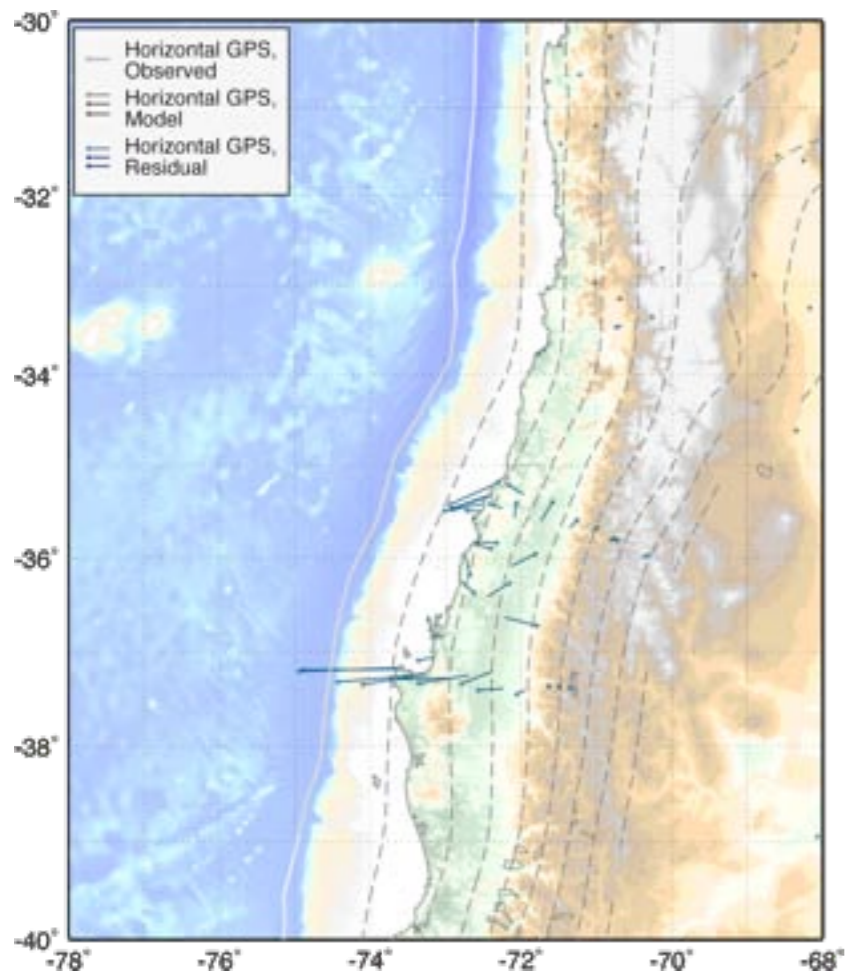 -30°
Horizontal GPS,
Observed
Horizontal GPS,
Model
Horizontal GPS,
Residual
-32°
-34°
-36°
-38°
-40°
-78°
-76°
-74°
-72°
-70°
-68°